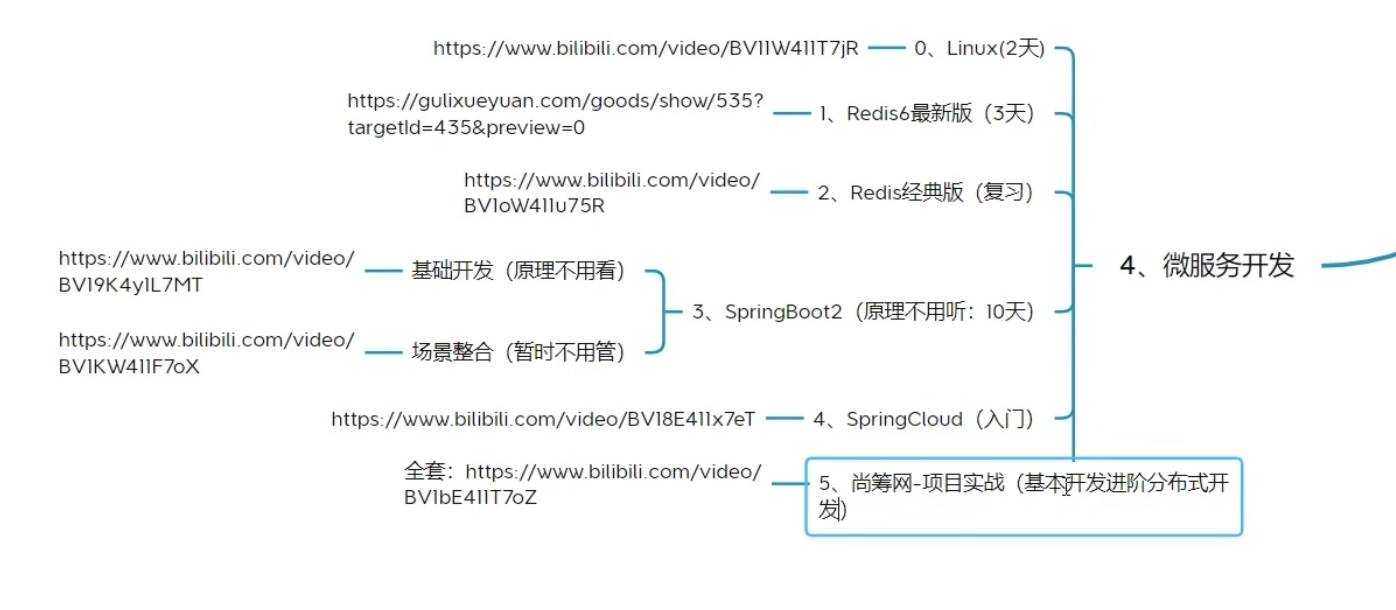 https://www.bilibili.com/video/BV11W411T7jR
0、Linux(2天)
https://gulixueyuan.com/goods/show/535?
targetId=435&preview=0
1、Redis6最新版（3天）
https://www.bilibili.com/video/
BV1oW411u75R
2、Redis经典版（复习）
https://www.bilibili.com/video/
BV19K4y1L7MT
基础开发（原理不用看）
https://www.bilibili.com/video/
BV1KW411F7oX
场景整合（暂时不用管）
3、SpringBoot2（原理不用听：10天）
4、微服务开发
https://www.bilibili.com/video/BV18E411x7eT
4、SpringCloud（入门）
全套：https://www.bilibili.com/video/
BV1bE411T7oZ
5、尚筹网-项目实战（基本开发进阶分布式开
发)